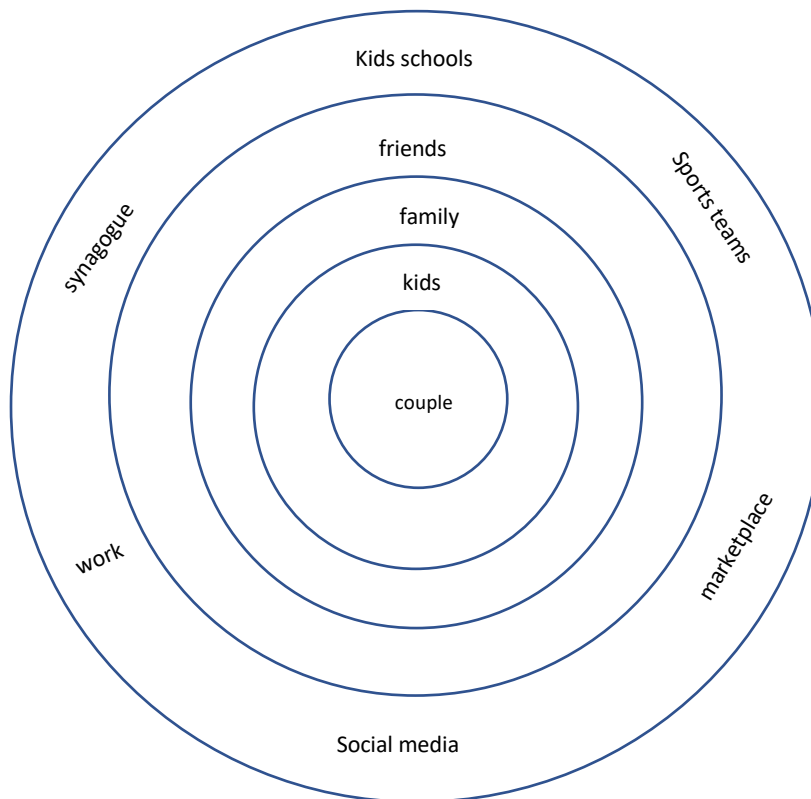 Kids schools
friends
Sports teams
synagogue
family
kids
couple
marketplace
work
Social media